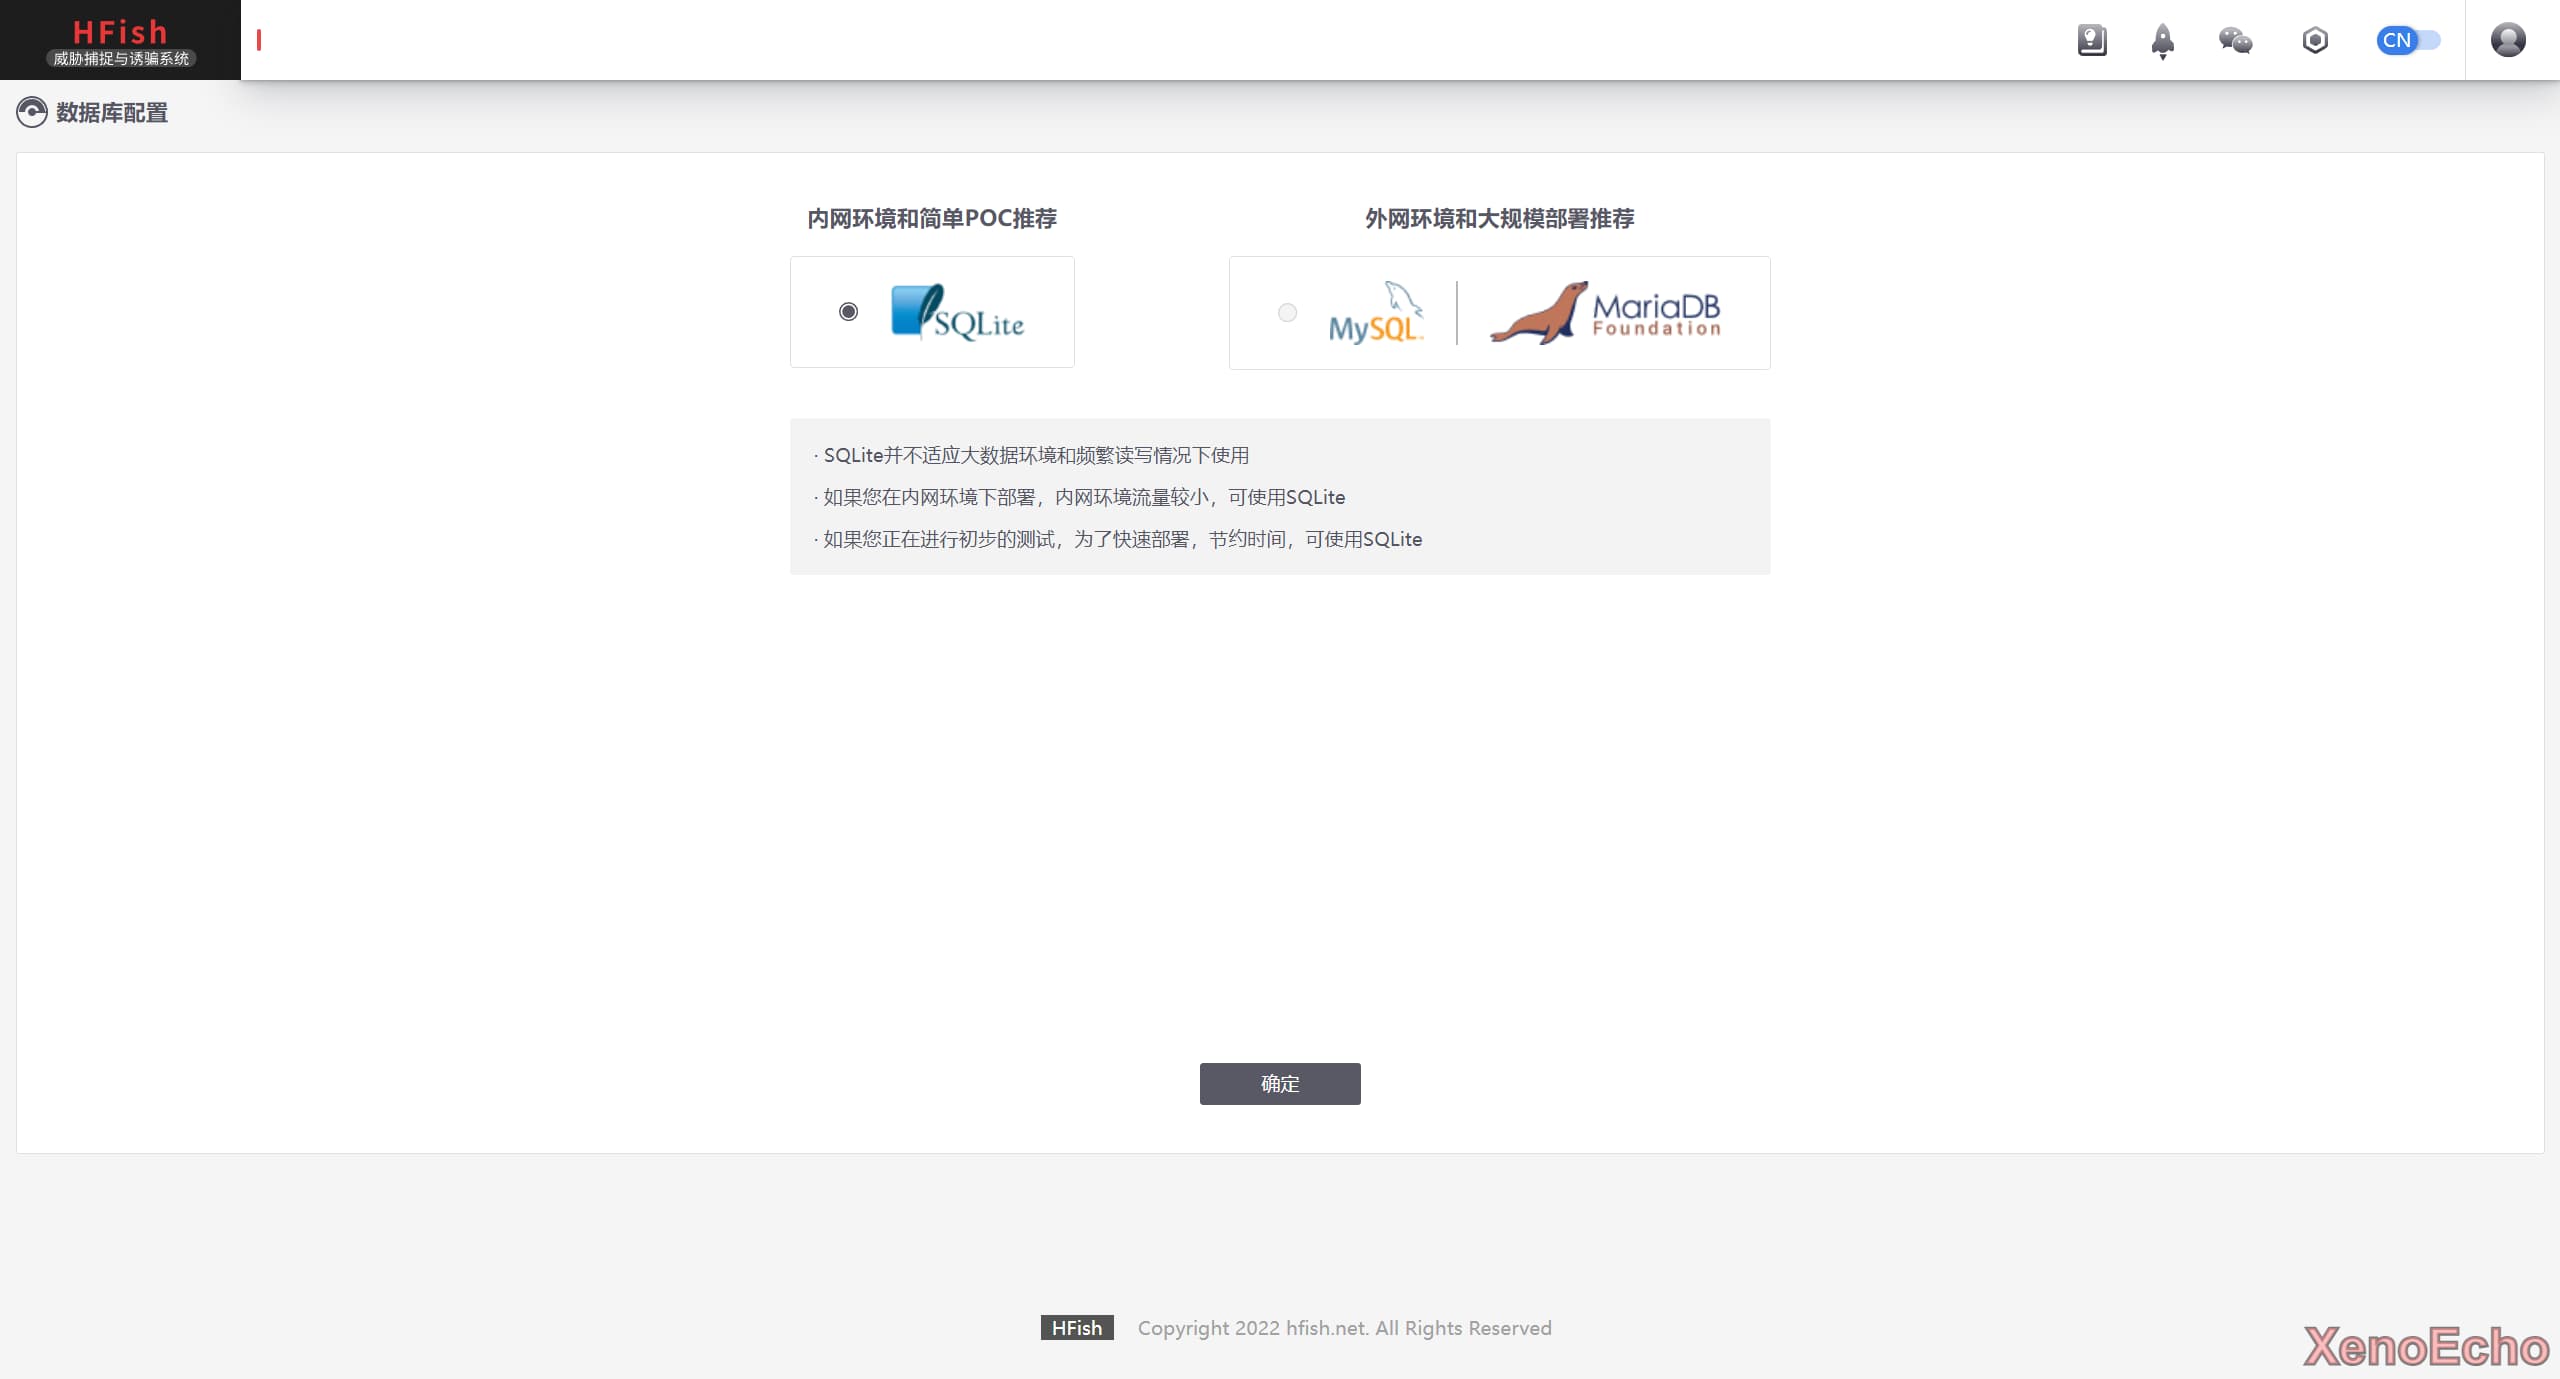 HFish
威胁捕捉与诱骗系统
CN
数据库配置
内网环境和简单POC推荐
外网环境和大规模部署推荐
SQLite
MySQL
MariaDB
Foundation
· SQLite并不适应大数据环境和频繁读写情况下使用
· 如果您在内网环境下部署，内网环境流量较小，可使用SQLite
· 如果您正在进行初步的测试，为了快速部署，节约时间，可使用SQLite
确定
HFish Copyright 2022 hfish.net. All Rights Reserved
XenoEcho